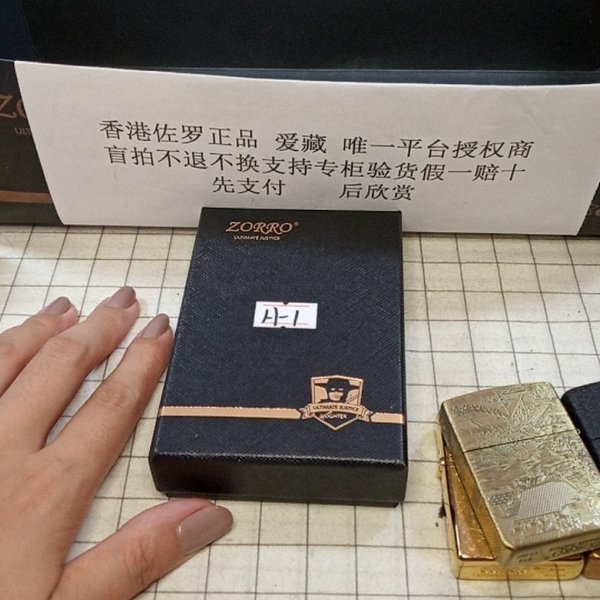 香港佐罗正品 爱藏 唯一平台授权商
盲拍不退不换支持专柜验货假一赔十
先支付 后欣赏
ZORRO®
ULTIMATE JUSTICE
A-1
ULTIMATE JUSTICE